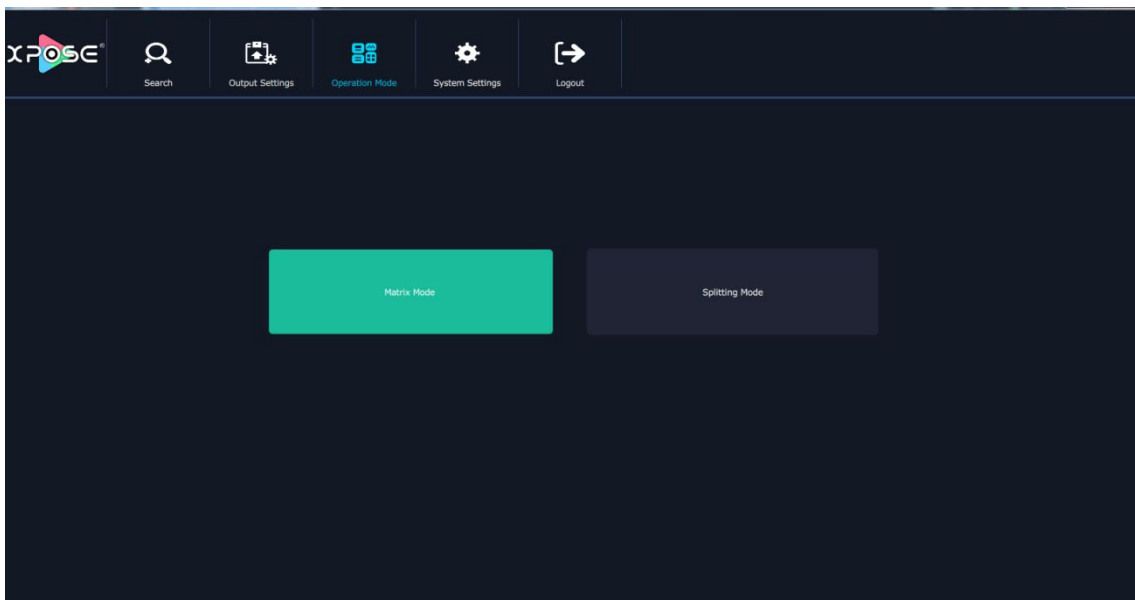 XPOSE®
Search
Output Settings
Operation Mode
System Settings
Logout
Matrix Mode
Splitting Mode